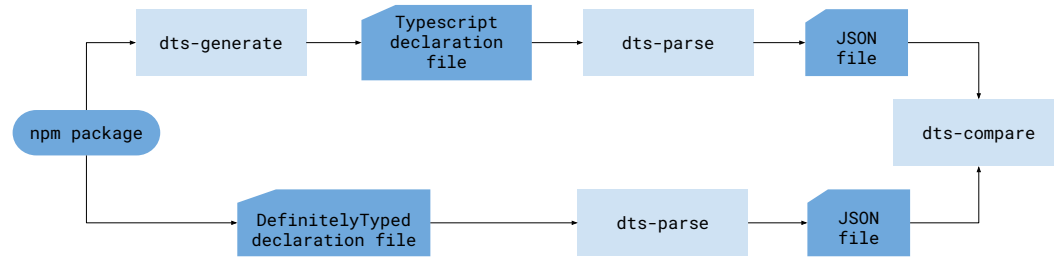 dts-generate
Typescript
declaration
file
dts-parse
JSON
file
npm package
dts-compare
DefinitelyTyped
declaration file
dts-parse
JSON
file